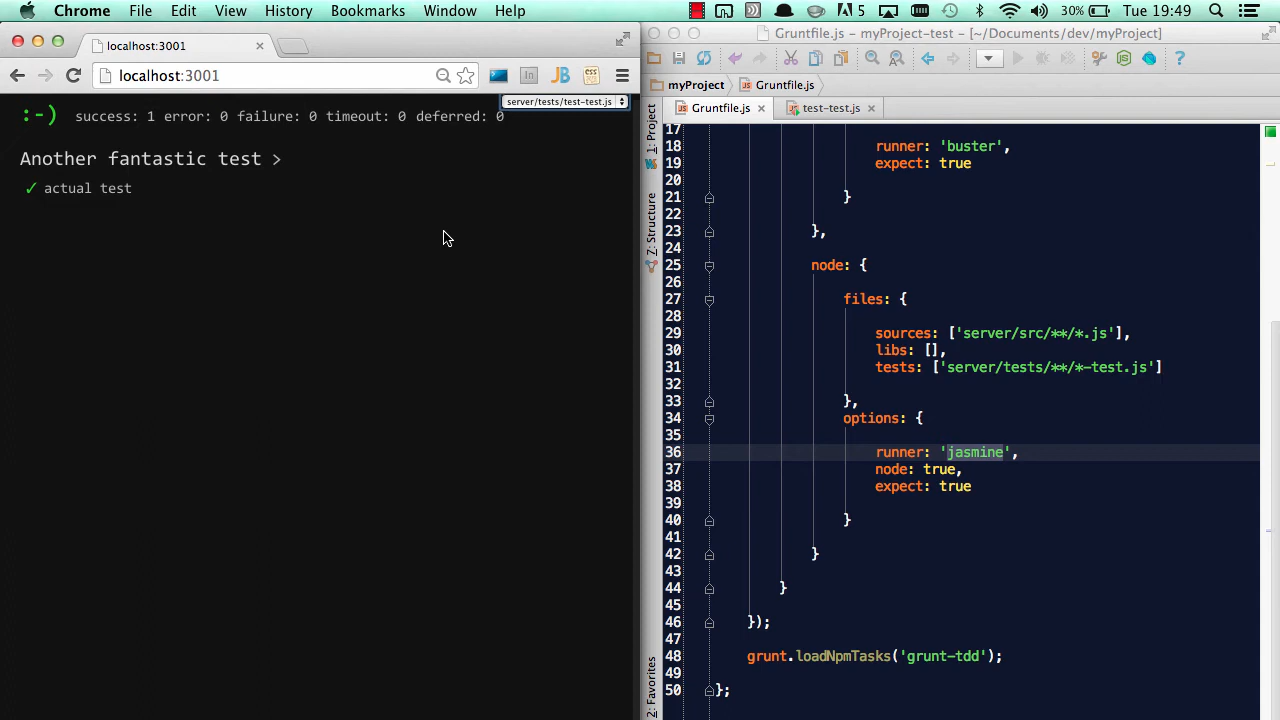 Chrome File Edit View History Bookmarks Window Help 5 30% Tue 19:49
localhost:3001
localhost:3001
server/tests/test-test.js
:-) success: 1 error: 0 failure: 0 timeout: 0 deferred: 0
Another fantastic test >
✓ actual test
Gruntfile.js - myProject-test - [~/Documents/dev/myProject]
myProject Gruntfile.js
Gruntfile.js test-test.js
1: Project
7: Structure
2: Favorites
17
18 runner: 'buster',
19 expect: true
20
21 }
22
23 },
24
25 node: {
26
27 files: {
28
29 sources: ['server/src/**/*.js'],
30 libs: [],
31 tests: ['server/tests/**/*-test.js']
32
33 },
34 options: {
35
36 runner: 'jasmine',
37 node: true,
38 expect: true
39
40 }
41
42 }
43
44 }
45
46 });
47
48 grunt.loadNpmTasks('grunt-tdd');
49
50 };